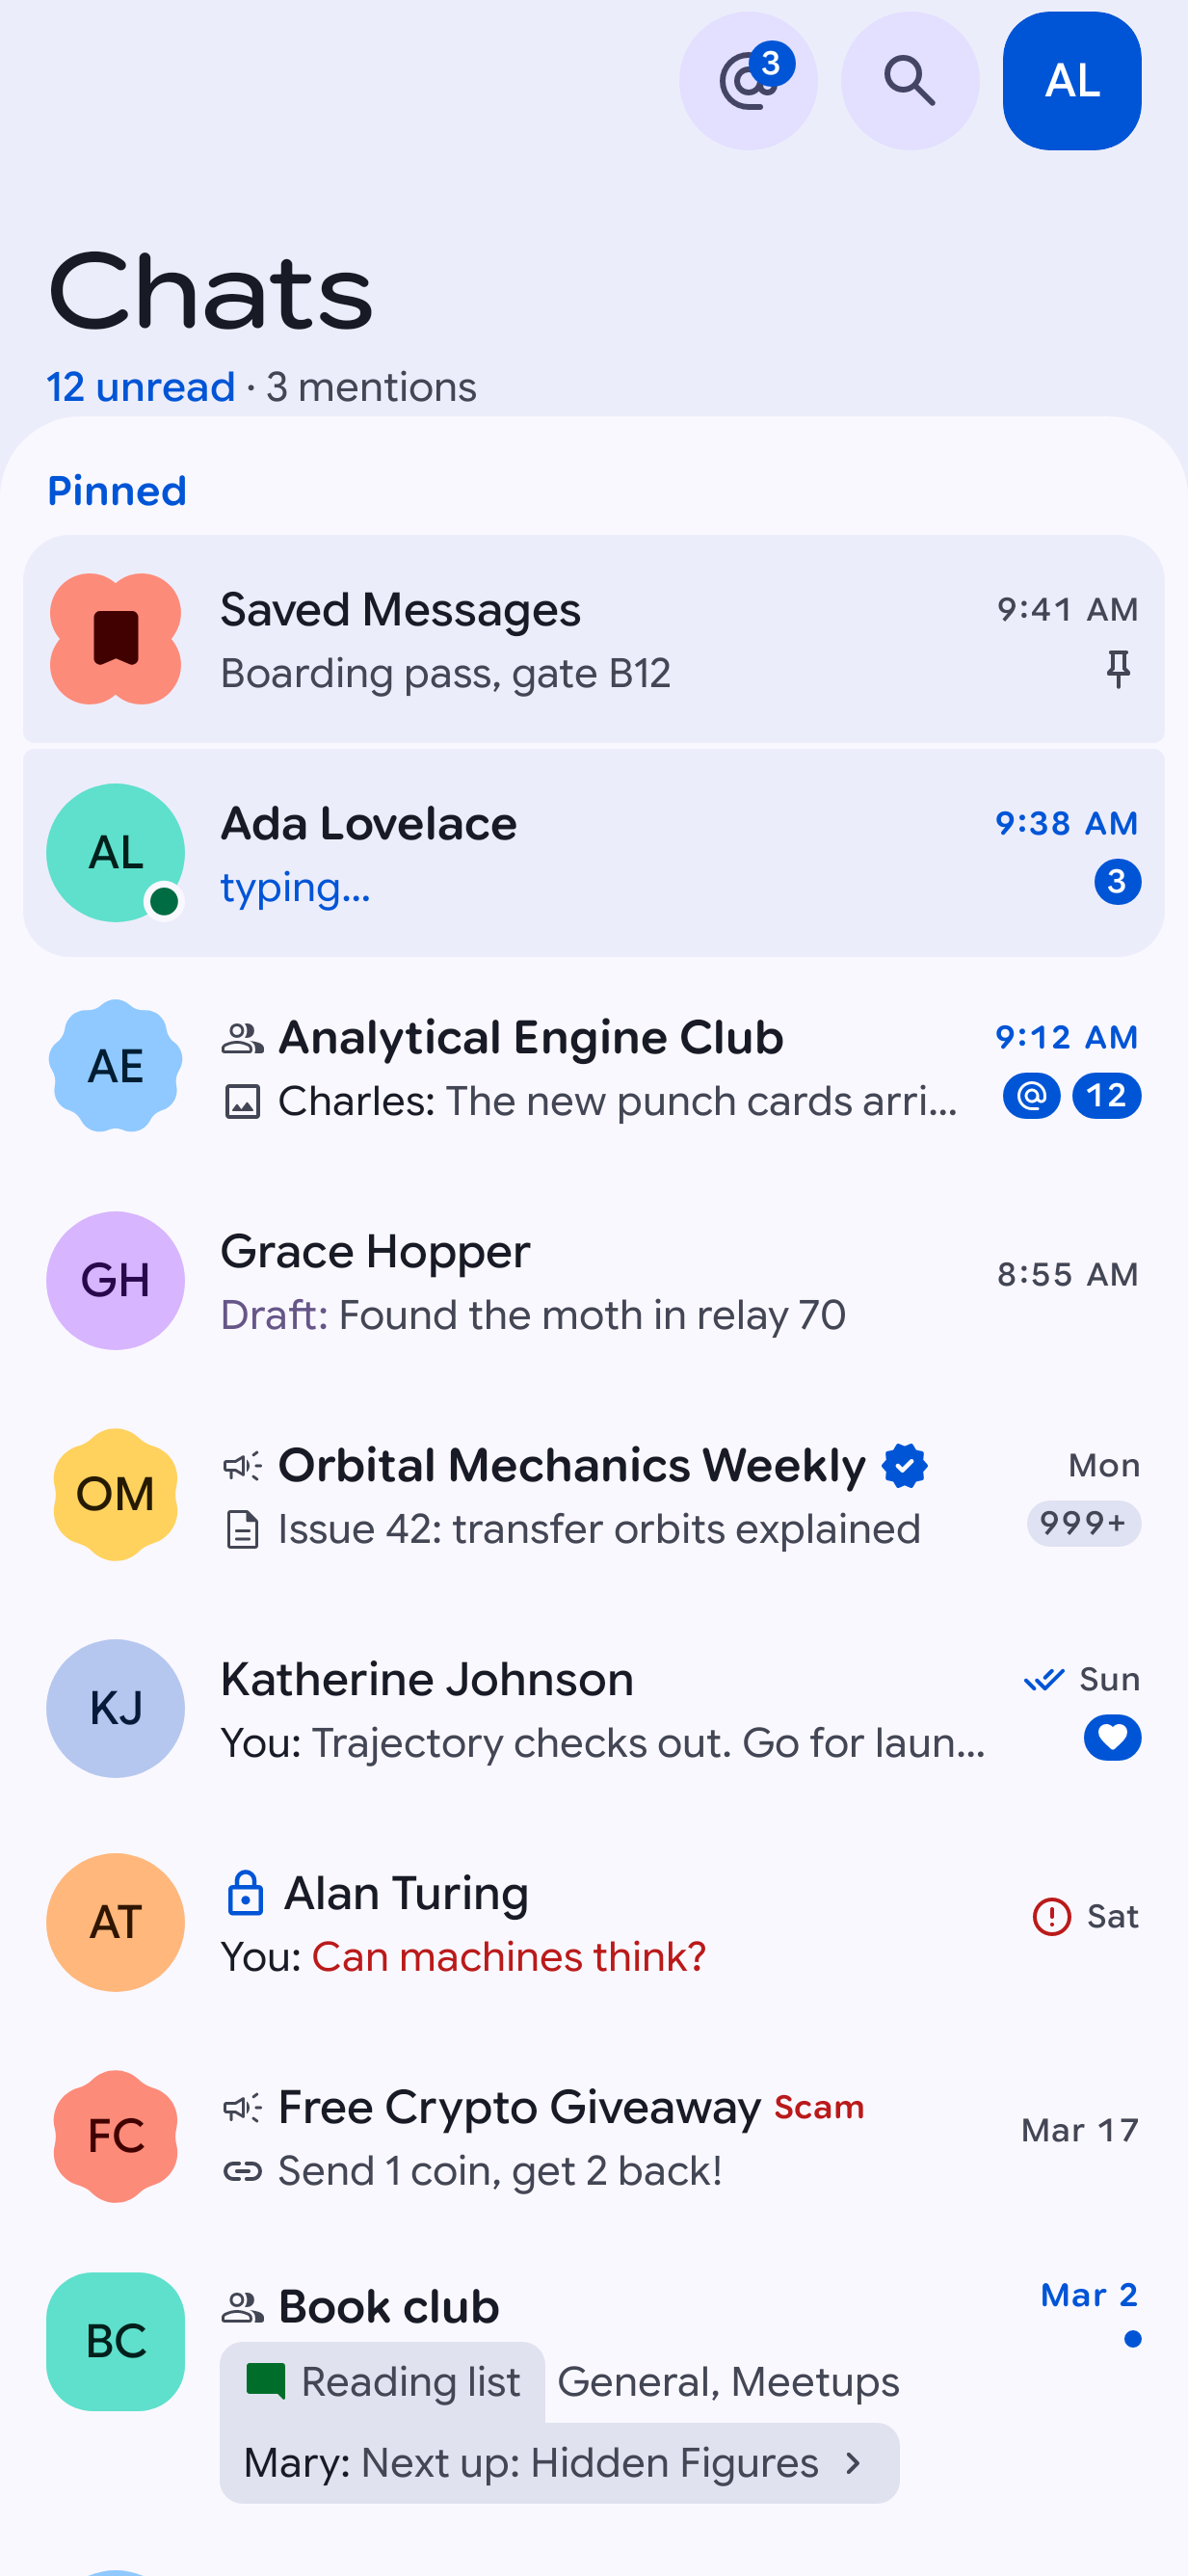 3
AL
Chats
12 unread · 3 mentions
Pinned
Saved Messages 9:41 AM
Boarding pass, gate B12
AL
Ada Lovelace 9:38 AM
typing... 3
AE
Analytical Engine Club 9:12 AM
Charles: The new punch cards arri... @ 12
GH
Grace Hopper 8:55 AM
Draft: Found the moth in relay 70
OM
Orbital Mechanics Weekly Mon
Issue 42: transfer orbits explained 999+
KJ
Katherine Johnson Sun
You: Trajectory checks out. Go for laun...
AT
Alan Turing Sat
You: Can machines think?
FC
Free Crypto Giveaway Scam Mar 17
Send 1 coin, get 2 back!
BC
Book club Mar 2
Reading list General, Meetups
Mary: Next up: Hidden Figures